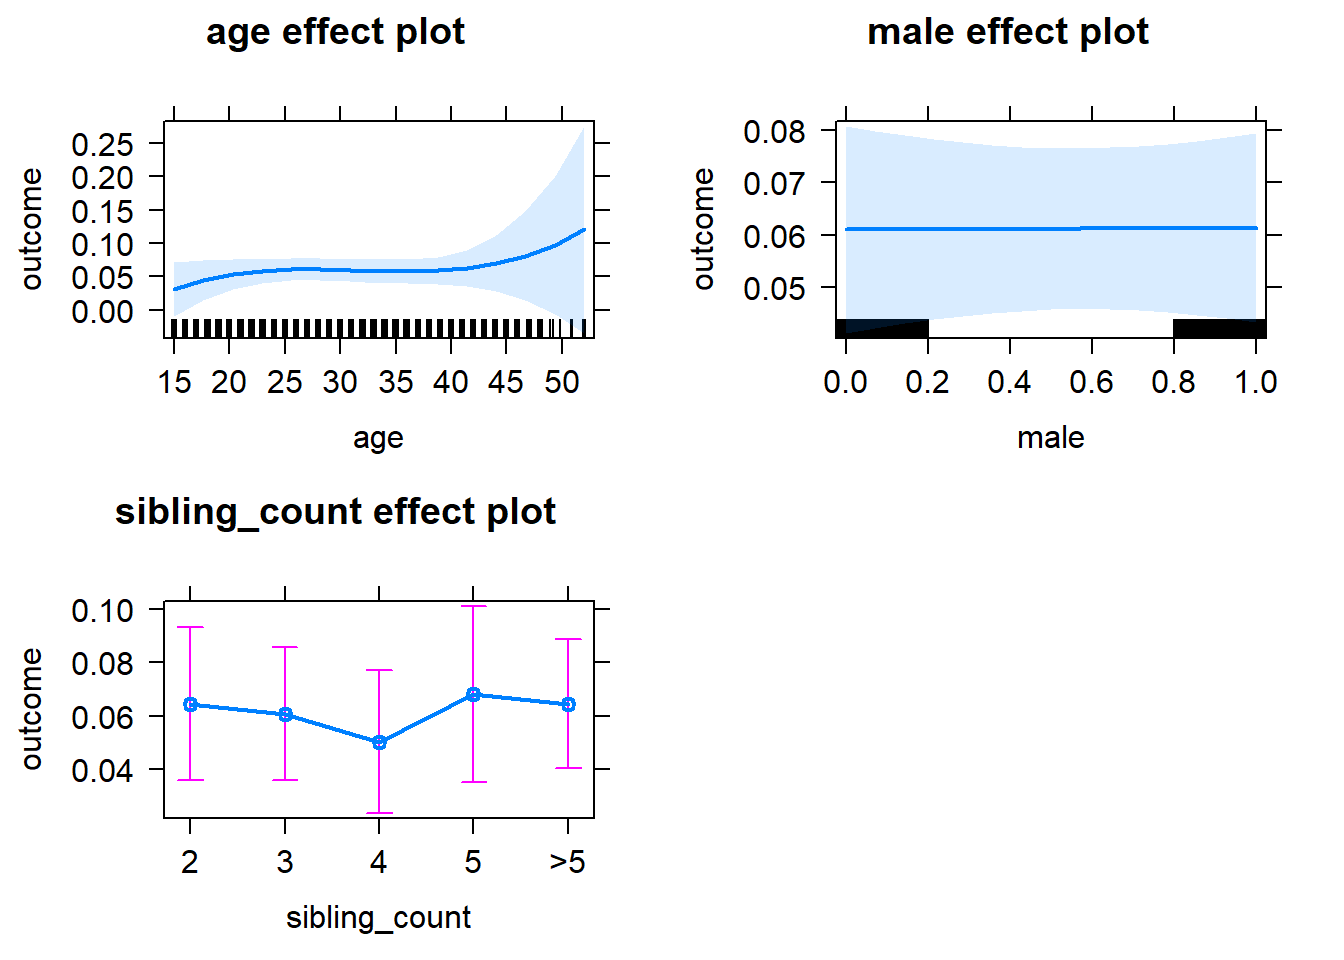 age effect plot
outcome
0.25
0.20
0.15
0.10
0.05
0.00
15 20 25 30 35 40 45 50
age
male effect plot
outcome
0.08
0.07
0.06
0.05
0.0 0.2 0.4 0.6 0.8 1.0
male
sibling_count effect plot
outcome
0.10
0.08
0.06
0.04
2 3 4 5 >5
sibling_count